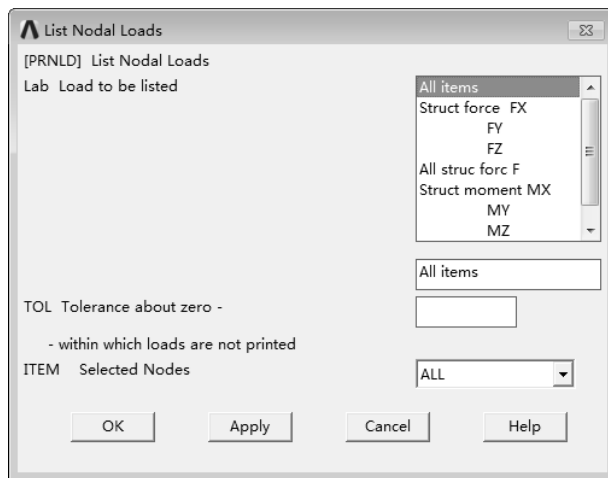 List Nodal Loads
[PRNLD] List Nodal Loads
Lab Load to be listed
All items
Struct force FX
FY
FZ
All struc forc F
Struct moment MX
MY
MZ
All items
TOL Tolerance about zero -
- within which loads are not printed
ITEM Selected Nodes
ALL
OK Apply Cancel Help